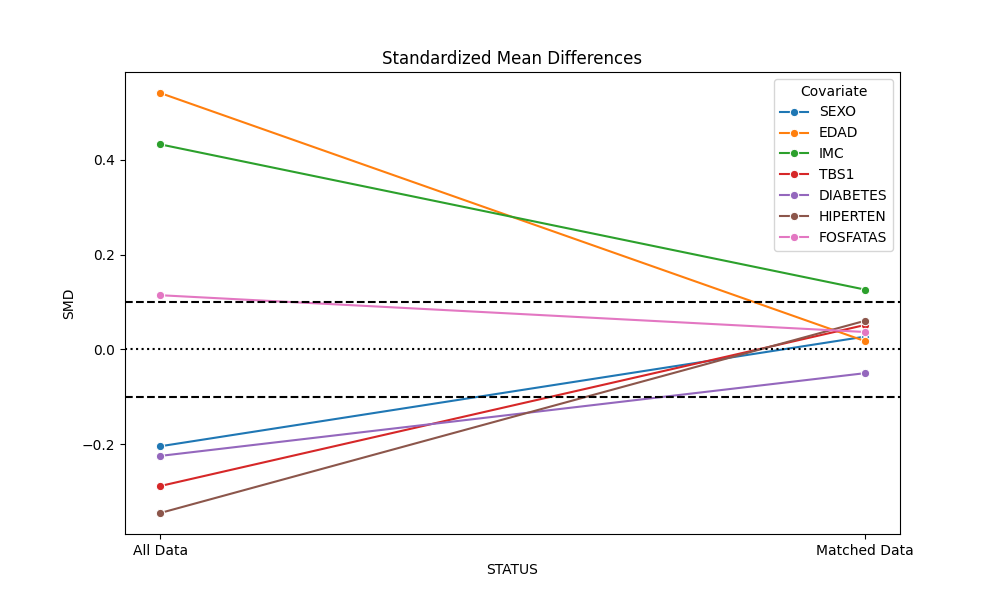 Standardized Mean Differences
Covariate
SEXO
EDAD
IMC
TBS1
DIABETES
HIPERTEN
FOSFATAS
SMD
0.4
0.2
0.0
−0.2
All Data
Matched Data
STATUS